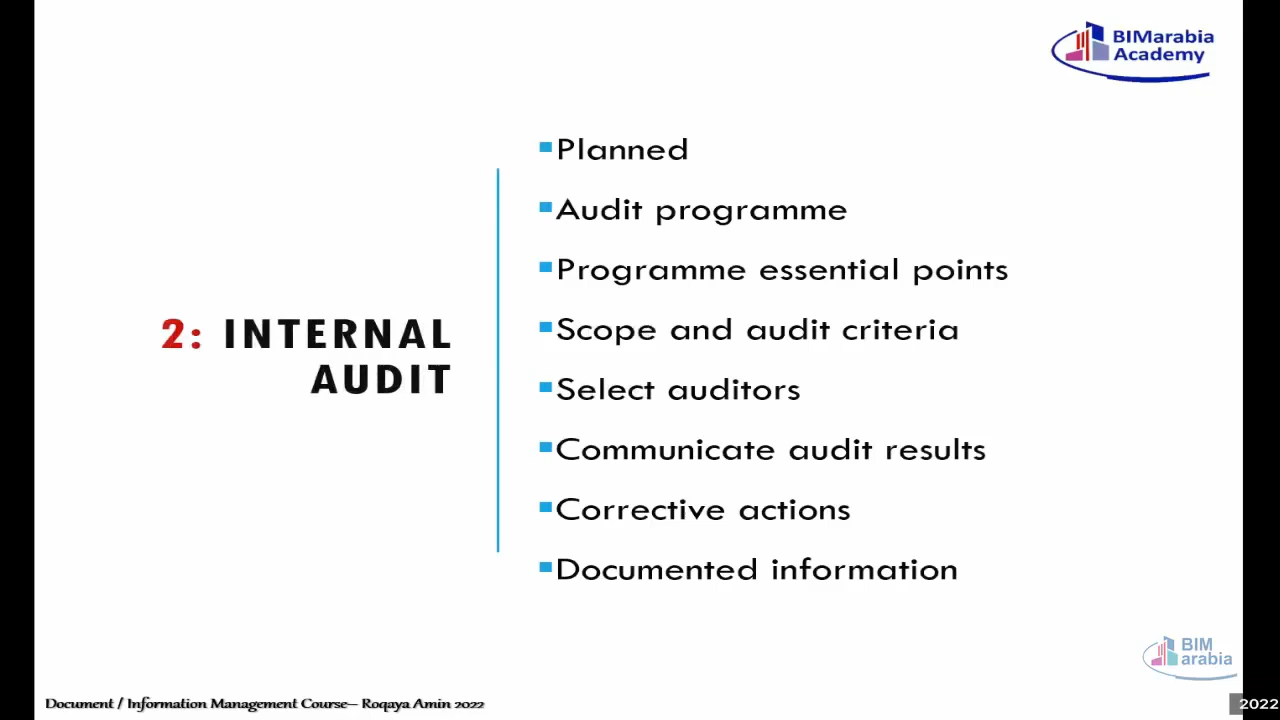 BIMarabia
Academy
2: INTERNAL
AUDIT
Planned
Audit programme
Programme essential points
Scope and audit criteria
Select auditors
Communicate audit results
Corrective actions
Documented information
BIM
arabia
Document / Information Management Course– Roqaya Amin 2022
2022